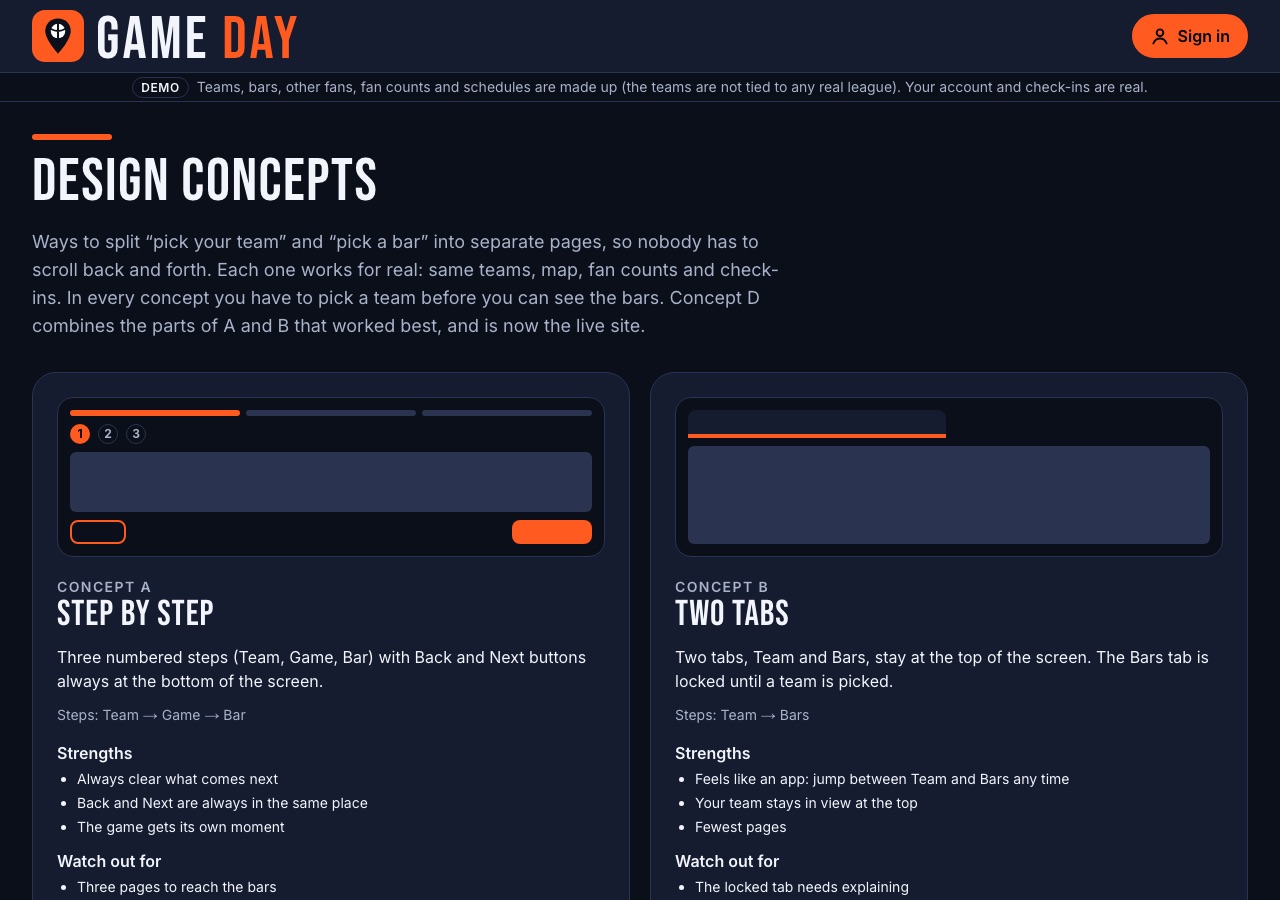 GAME DAY
Sign in
DEMO Teams, bars, other fans, fan counts and schedules are made up (the teams are not tied to any real league). Your account and check-ins are real.
DESIGN CONCEPTS
Ways to split “pick your team” and “pick a bar” into separate pages, so nobody has to
scroll back and forth. Each one works for real: same teams, map, fan counts and check-
ins. In every concept you have to pick a team before you can see the bars. Concept D
combines the parts of A and B that worked best, and is now the live site.
1 2 3
CONCEPT A
STEP BY STEP
Three numbered steps (Team, Game, Bar) with Back and Next buttons
always at the bottom of the screen.
Steps: Team → Game → Bar
Strengths
• Always clear what comes next
• Back and Next are always in the same place
• The game gets its own moment
Watch out for
• Three pages to reach the bars
CONCEPT B
TWO TABS
Two tabs, Team and Bars, stay at the top of the screen. The Bars tab is
locked until a team is picked.
Steps: Team → Bars
Strengths
• Feels like an app: jump between Team and Bars any time
• Your team stays in view at the top
• Fewest pages
Watch out for
• The locked tab needs explaining